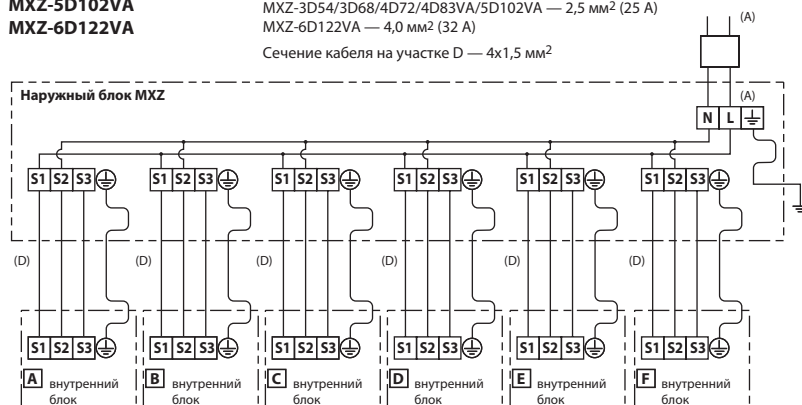 MXZ-5D102VA
MXZ-6D122VA
MXZ-3D54/3D68/4D72/4D83VA/5D102VA — 2,5 мм2 (25 А)
MXZ-6D122VA — 4,0 мм2 (32 А)
Сечение кабеля на участке D — 4х1,5 мм2
(A)
Наружный блок MXZ
(A)
N L
S1 S2 S3 S1 S2 S3 S1 S2 S3 S1 S2 S3 S1 S2 S3 S1 S2 S3
(D) (D) (D) (D) (D) (D)
S1 S2 S3 S1 S2 S3 S1 S2 S3 S1 S2 S3 S1 S2 S3 S1 S2 S3
A внутренний блок
B внутренний блок
C внутренний блок
D внутренний блок
E внутренний блок
F внутренний блок